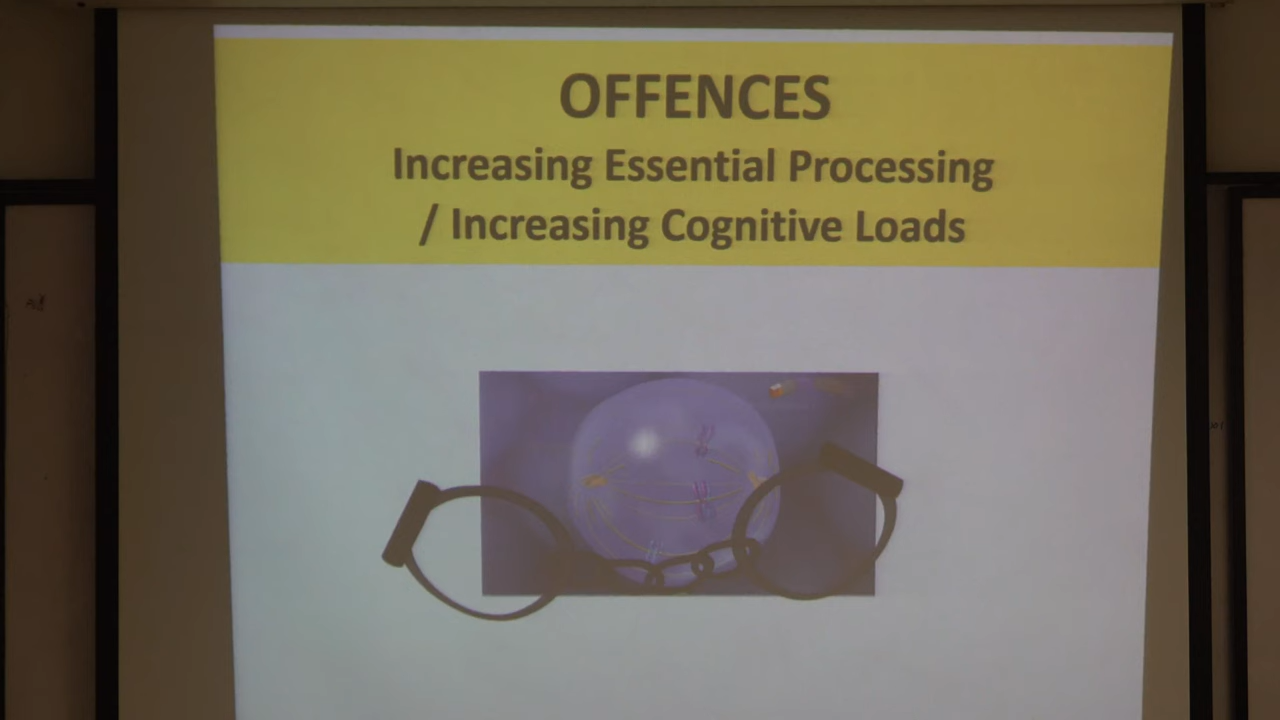 OFFENCES
Increasing Essential Processing
/ Increasing Cognitive Loads